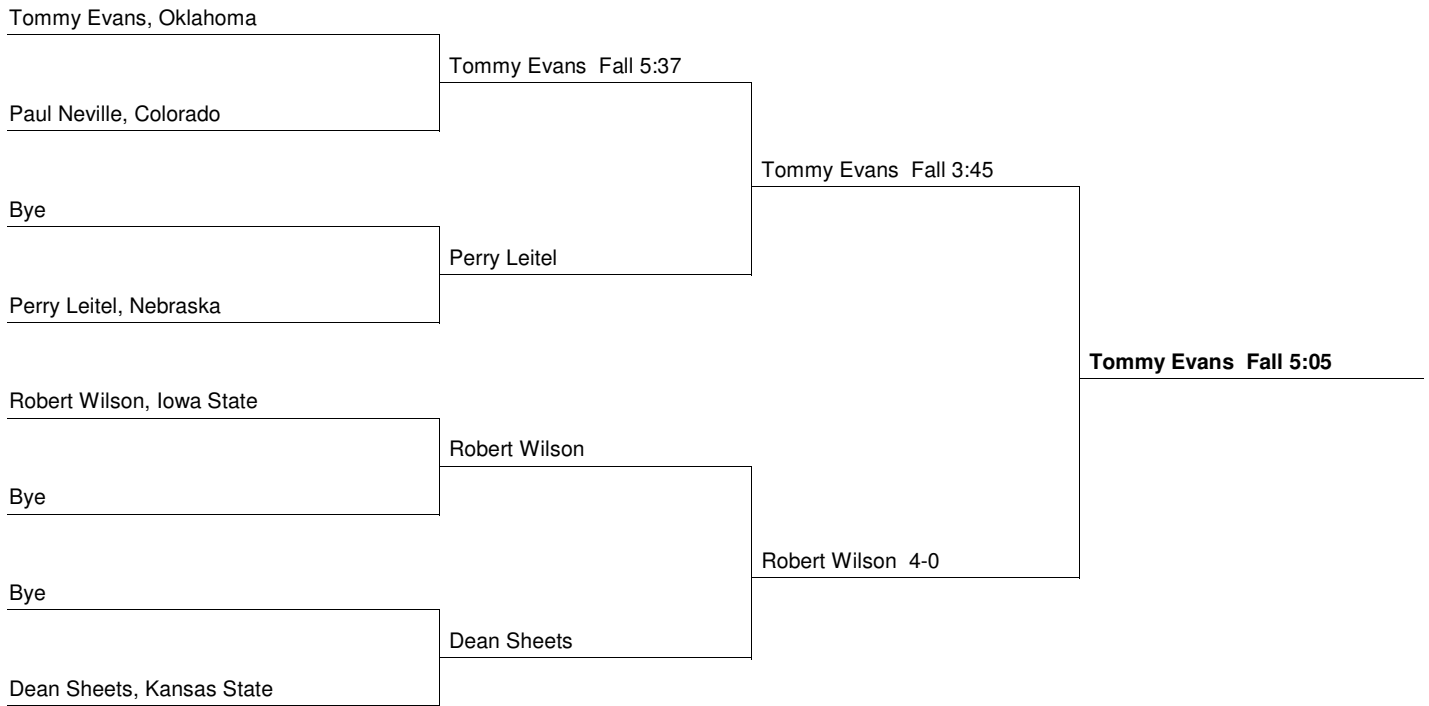 Tommy Evans, Oklahoma
Tommy Evans  Fall 5:37
Paul Neville, Colorado
Tommy Evans  Fall 3:45
Bye
Perry Leitel
Perry Leitel, Nebraska
Tommy Evans  Fall 5:05
Robert Wilson, Iowa State
Robert Wilson
Bye
Robert Wilson  4-0
Bye
Dean Sheets
Dean Sheets, Kansas State